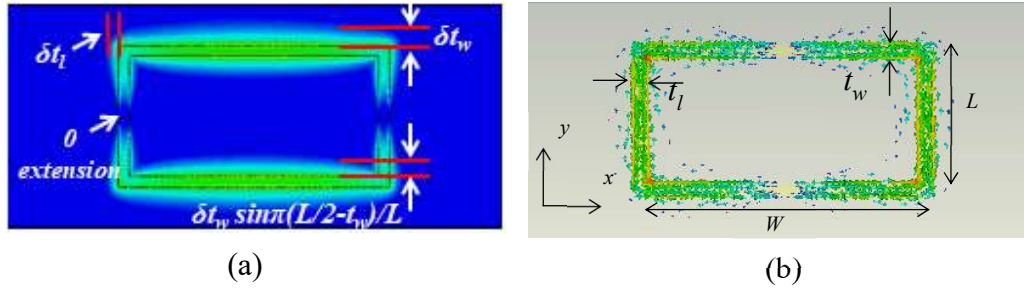 δt_w
δt_l
0
extension
δt_w sinπ(L/2-t_w)/L
(a)
t_l
t_w
L
y
x
W
(b)